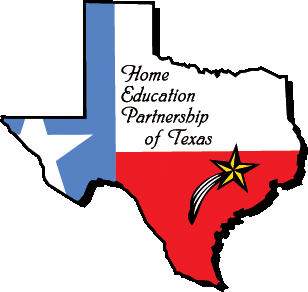 Home
Education
Partnership
of Texas